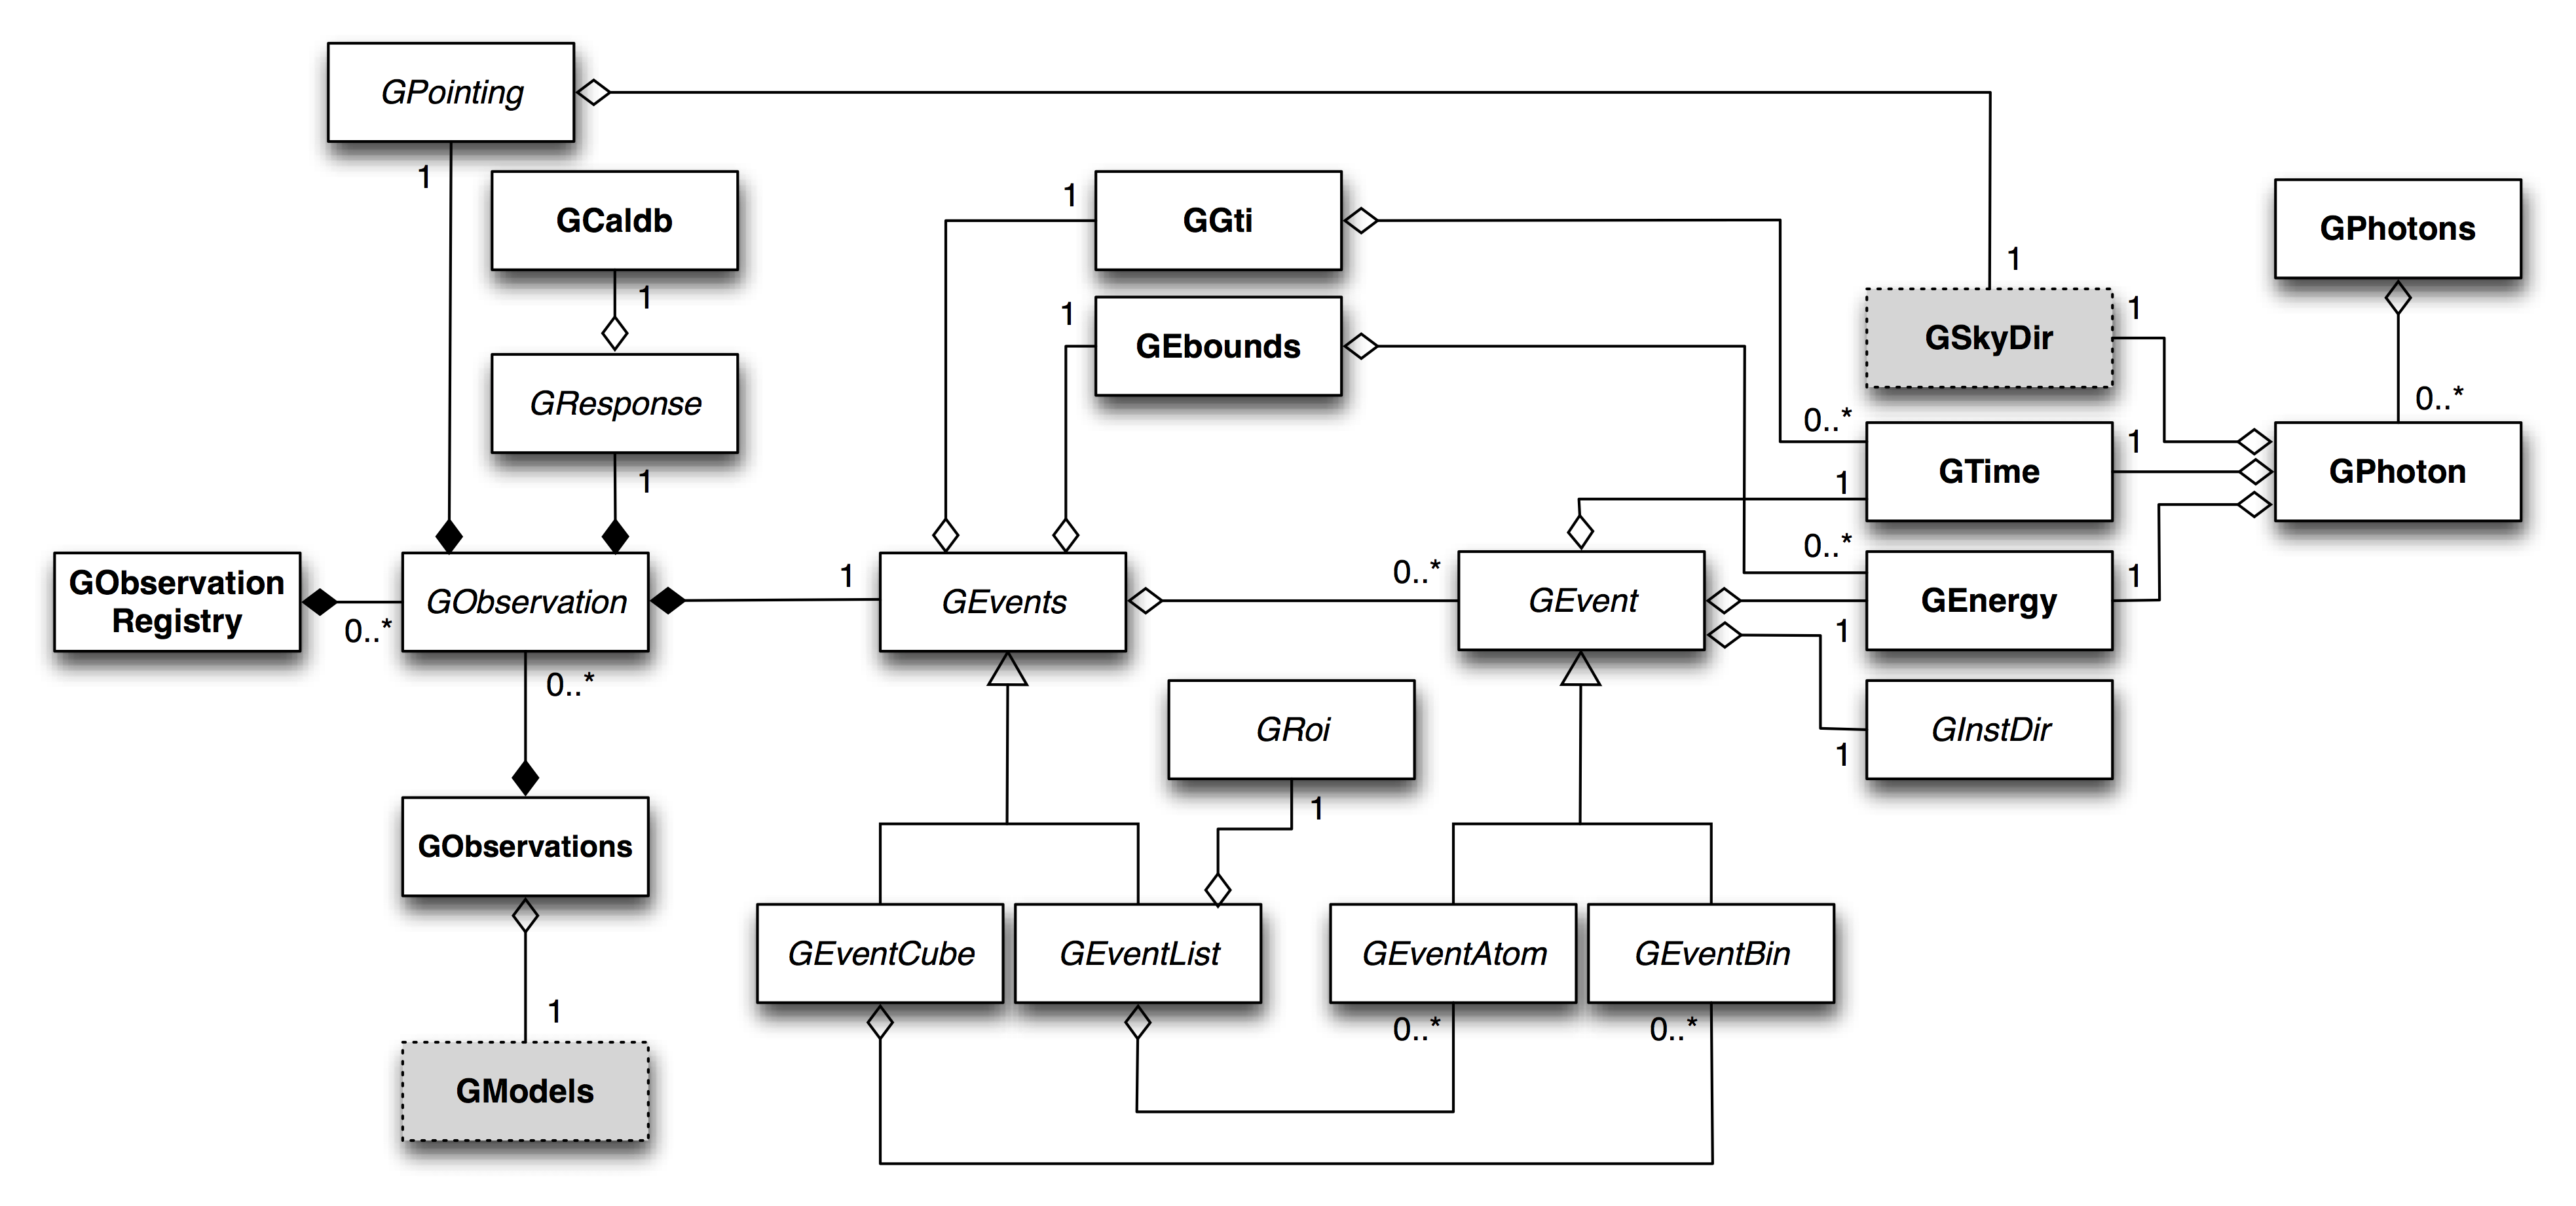 GPointing
1
GCaldb
1
GResponse
1
GObservation
Registry
0..*
GObservation
0..*
GObservations
1
GModels
1
GEvents
1
GGti
1
GEbounds
0..*
GEvent
GRoi
1
GEventCube
GEventList
GEventAtom
GEventBin
0..*
0..*
1
GSkyDir
1
0..*
GTime
1
1
0..*
GEnergy
1
1
GInstDir
1
GPhotons
0..*
GPhoton